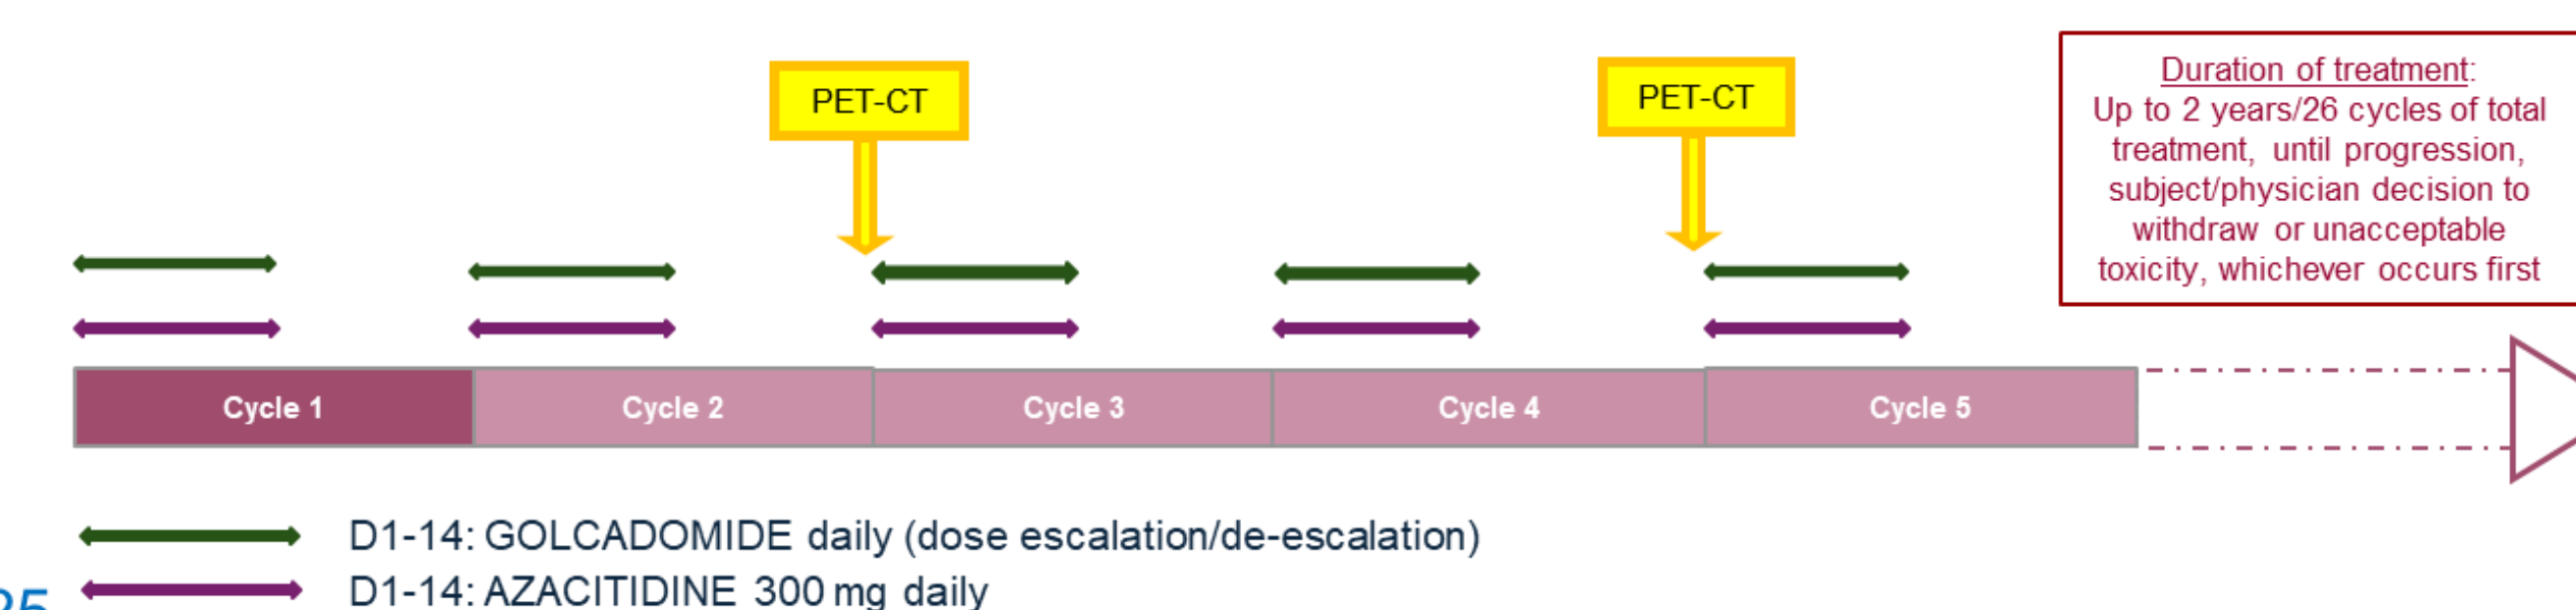 PET-CT
PET-CT
Duration of treatment:
Up to 2 years/26 cycles of total
treatment, until progression,
subject/physician decision to
withdraw or unacceptable
toxicity, whichever occurs first
Cycle 1
Cycle 2
Cycle 3
Cycle 4
Cycle 5
D1-14: GOLCADOMIDE daily (dose escalation/de-escalation)
D1-14: AZACITIDINE 300 mg daily